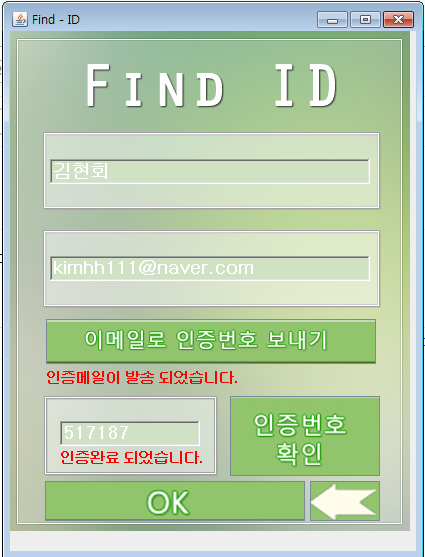 Find - ID
FIND ID
김현회
kimhh111@naver.com
이메일로 인증번호 보내기
인증메일이 발송 되었습니다.
517187
인증완료 되었습니다.
인증번호
확인
OK